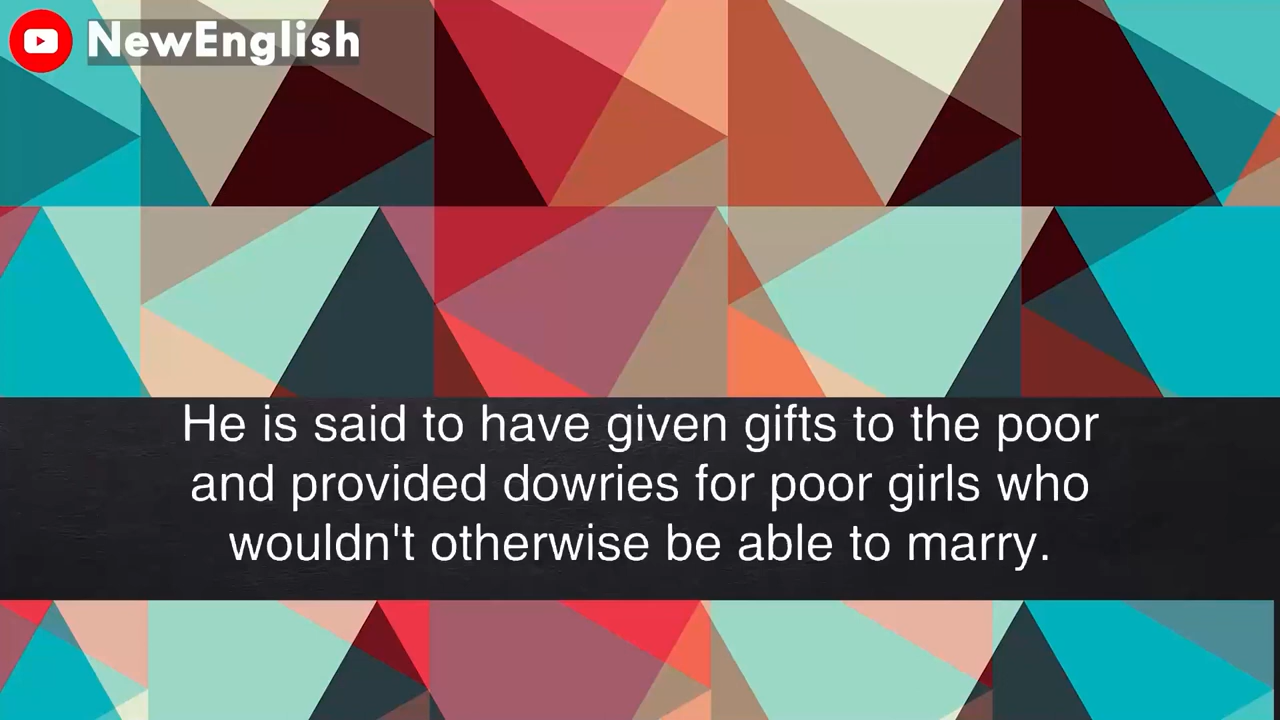 NewEnglish
He is said to have given gifts to the poor
and provided dowries for poor girls who
wouldn't otherwise be able to marry.